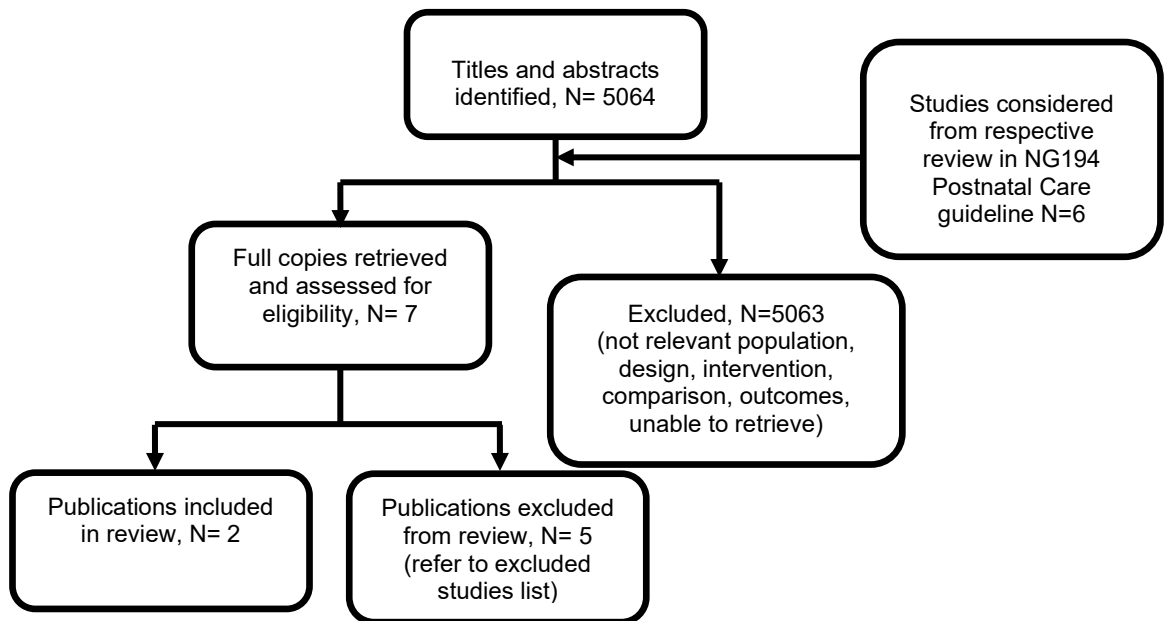 Titles and abstracts
identified, N= 5064
Studies considered
from respective
review in NG194
Postnatal Care
guideline N=6
Full copies retrieved
and assessed for
eligibility, N= 7
Excluded, N=5063
(not relevant population,
design, intervention,
comparison, outcomes,
unable to retrieve)
Publications included
in review, N= 2
Publications excluded
from review, N= 5
(refer to excluded
studies list)